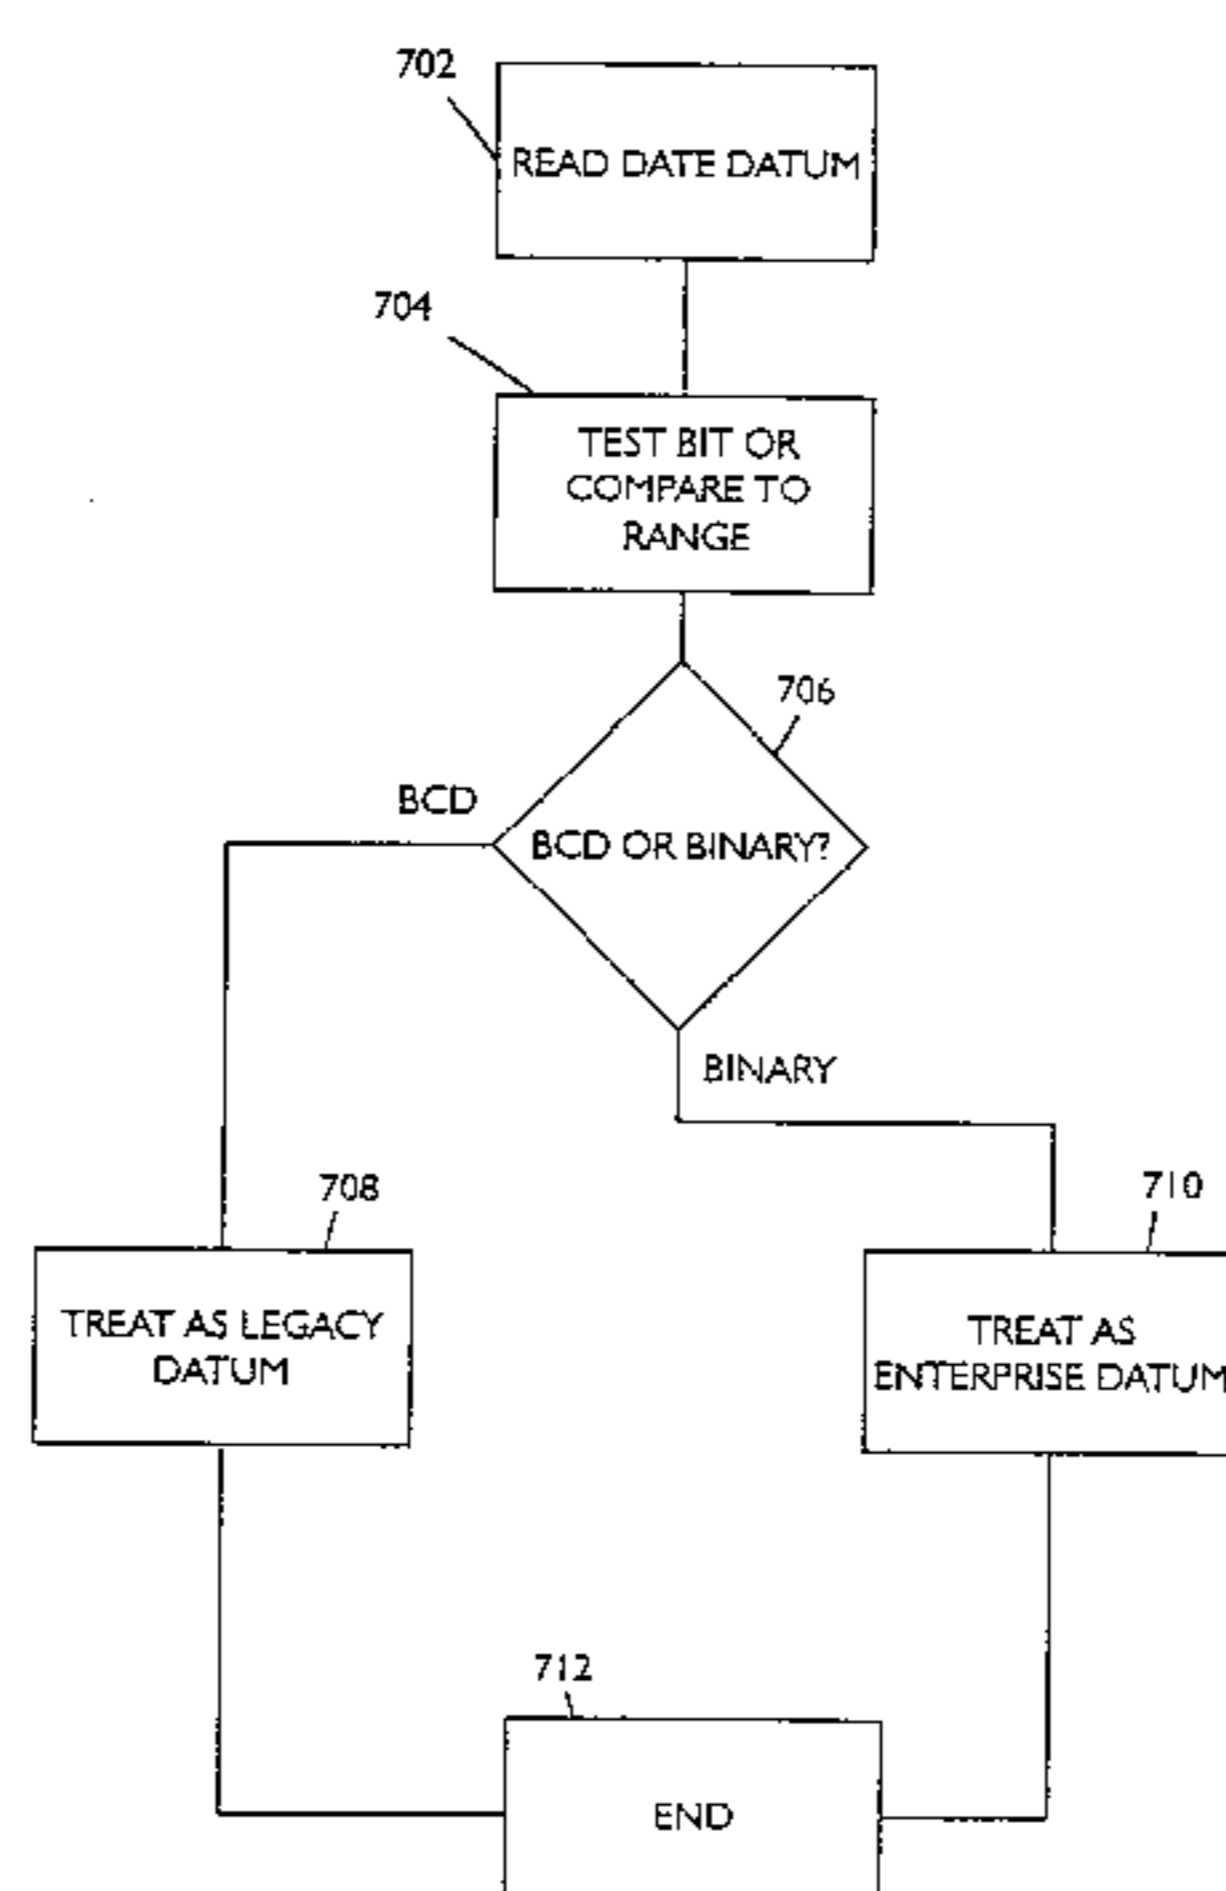 702
READ DATE DATUM
704
TEST BIT OR
COMPARE TO
RANGE
706
BCD
BCD OR BINARY?
BINARY
708
710
TREAT AS LEGACY
DATUM
TREAT AS
ENTERPRISE DATUM
712
END